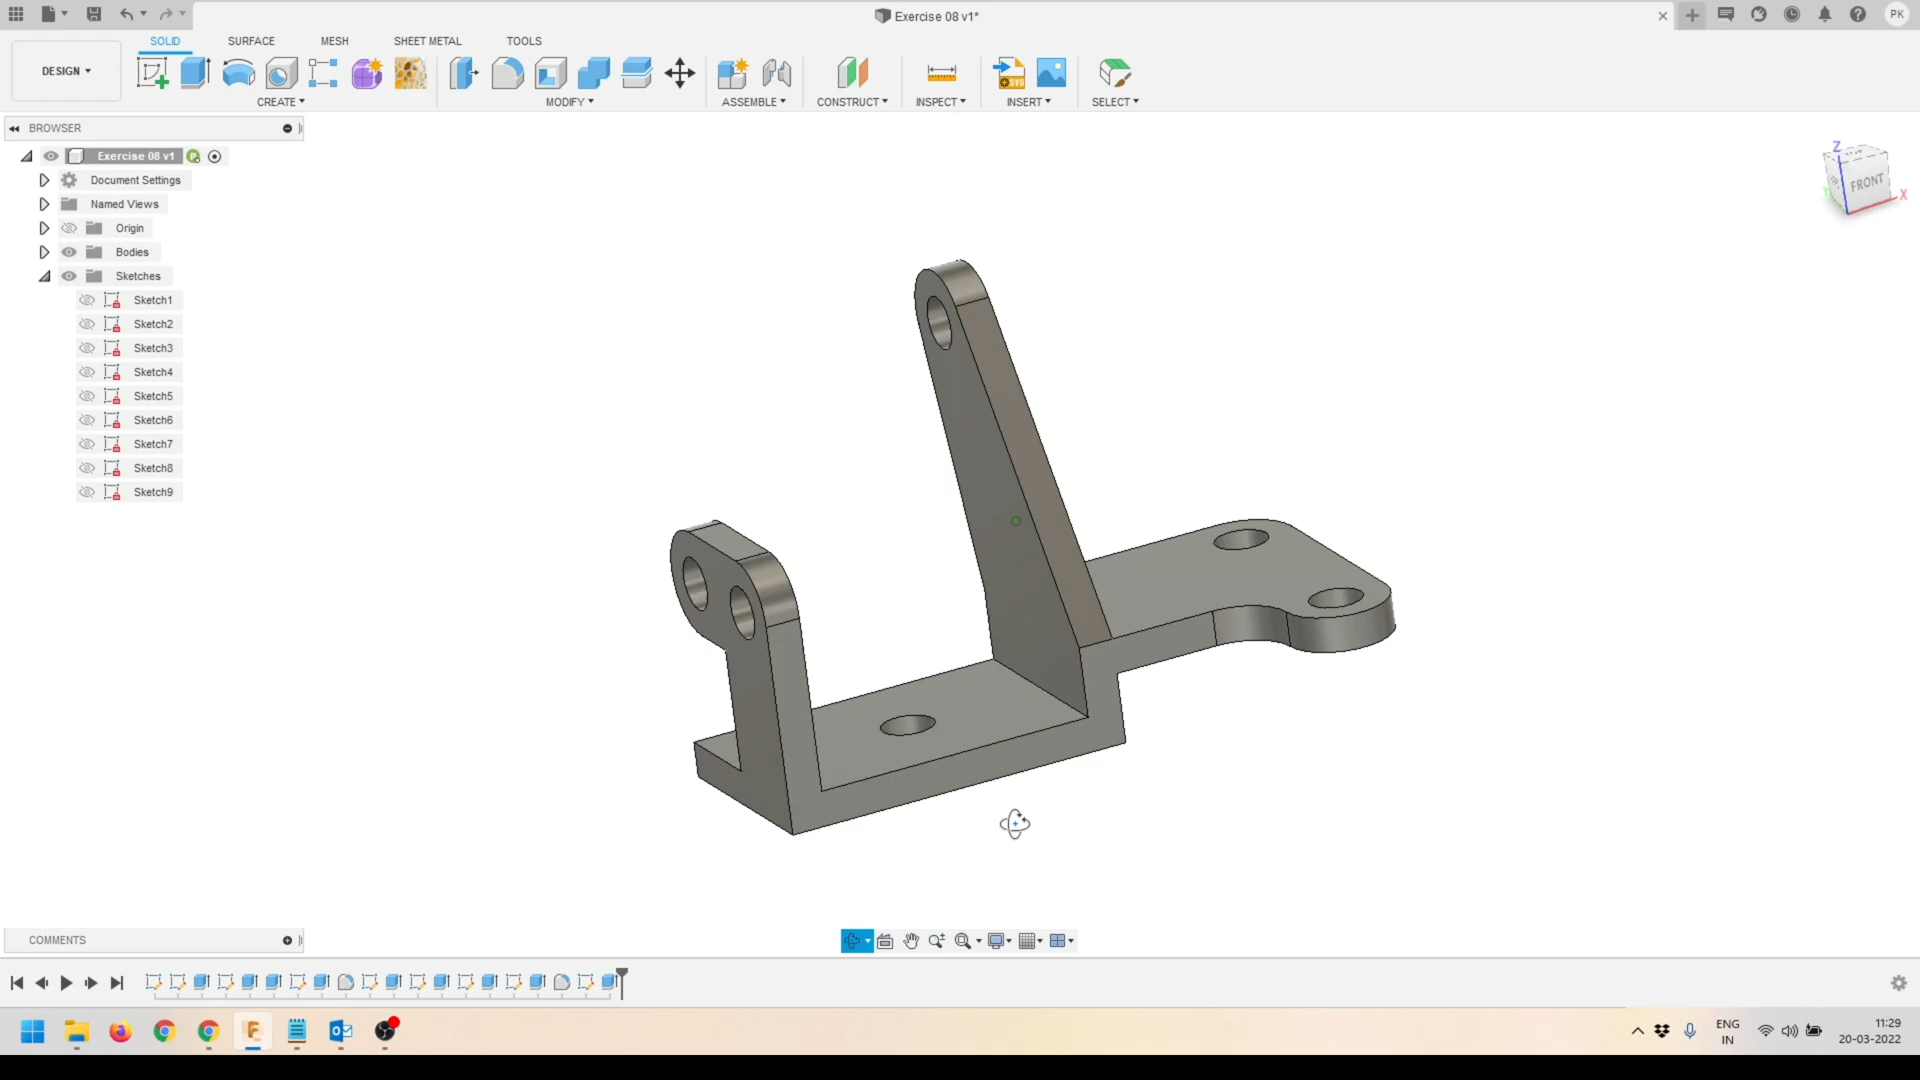 Exercise 08 v1*
PK
SOLID SURFACE MESH SHEET METAL TOOLS
DESIGN
CREATE MODIFY ASSEMBLE CONSTRUCT INSPECT INSERT SELECT
SVG
BROWSER
Exercise 08 v1
Document Settings
Named Views
Origin
Bodies
Sketches
Sketch1
Sketch2
Sketch3
Sketch4
Sketch5
Sketch6
Sketch7
Sketch8
Sketch9
Z
FRONT
X
COMMENTS
ENG
IN
11:29
20-03-2022